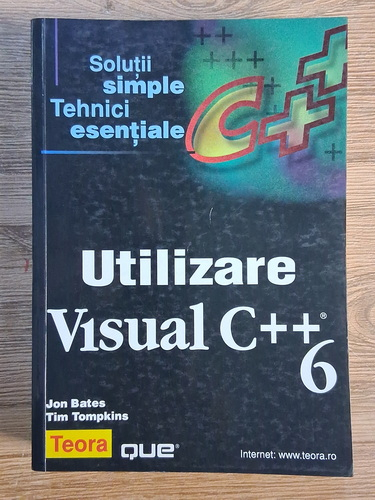 Soluții
simple
Tehnici
esențiale
C++
Utilizare
Visual C++®
6
Jon Bates
Tim Tompkins
Teora
que®
Internet: www.teora.ro